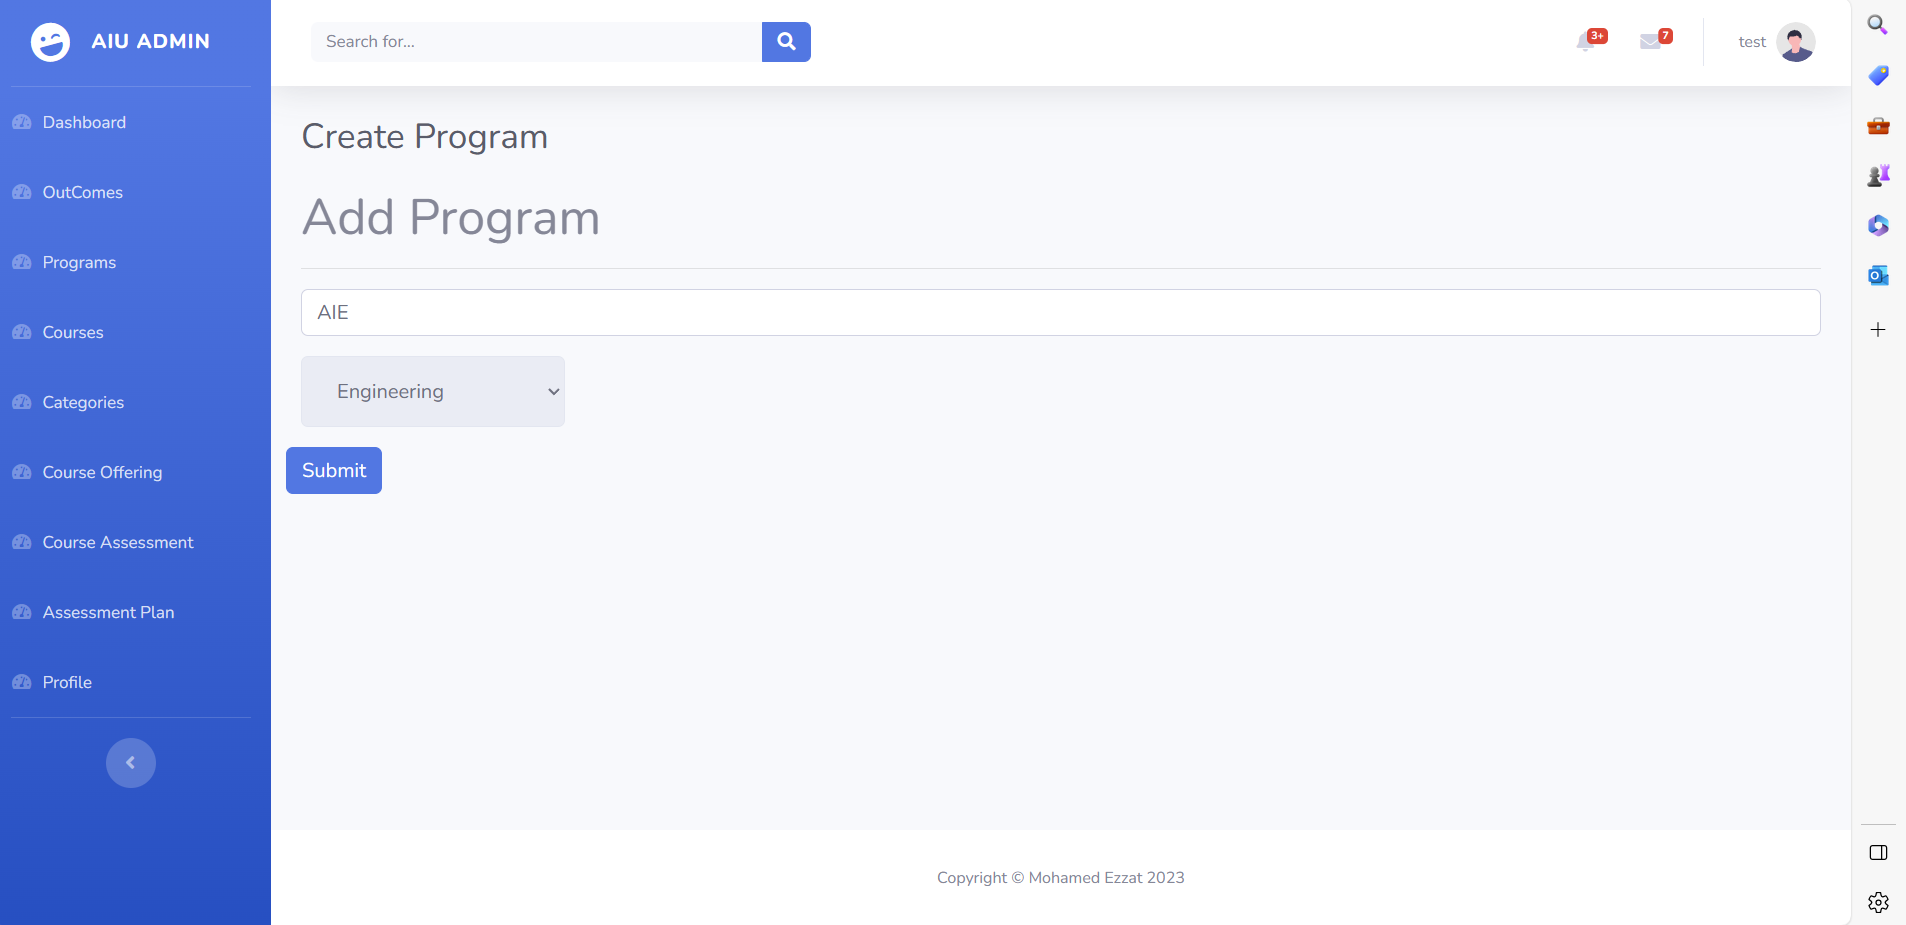 AIU ADMIN
Dashboard
OutComes
Programs
Courses
Categories
Course Offering
Course Assessment
Assessment Plan
Profile
Search for...
3+
7
test
Create Program
Add Program
AIE
Engineering
Submit
Copyright © Mohamed Ezzat 2023